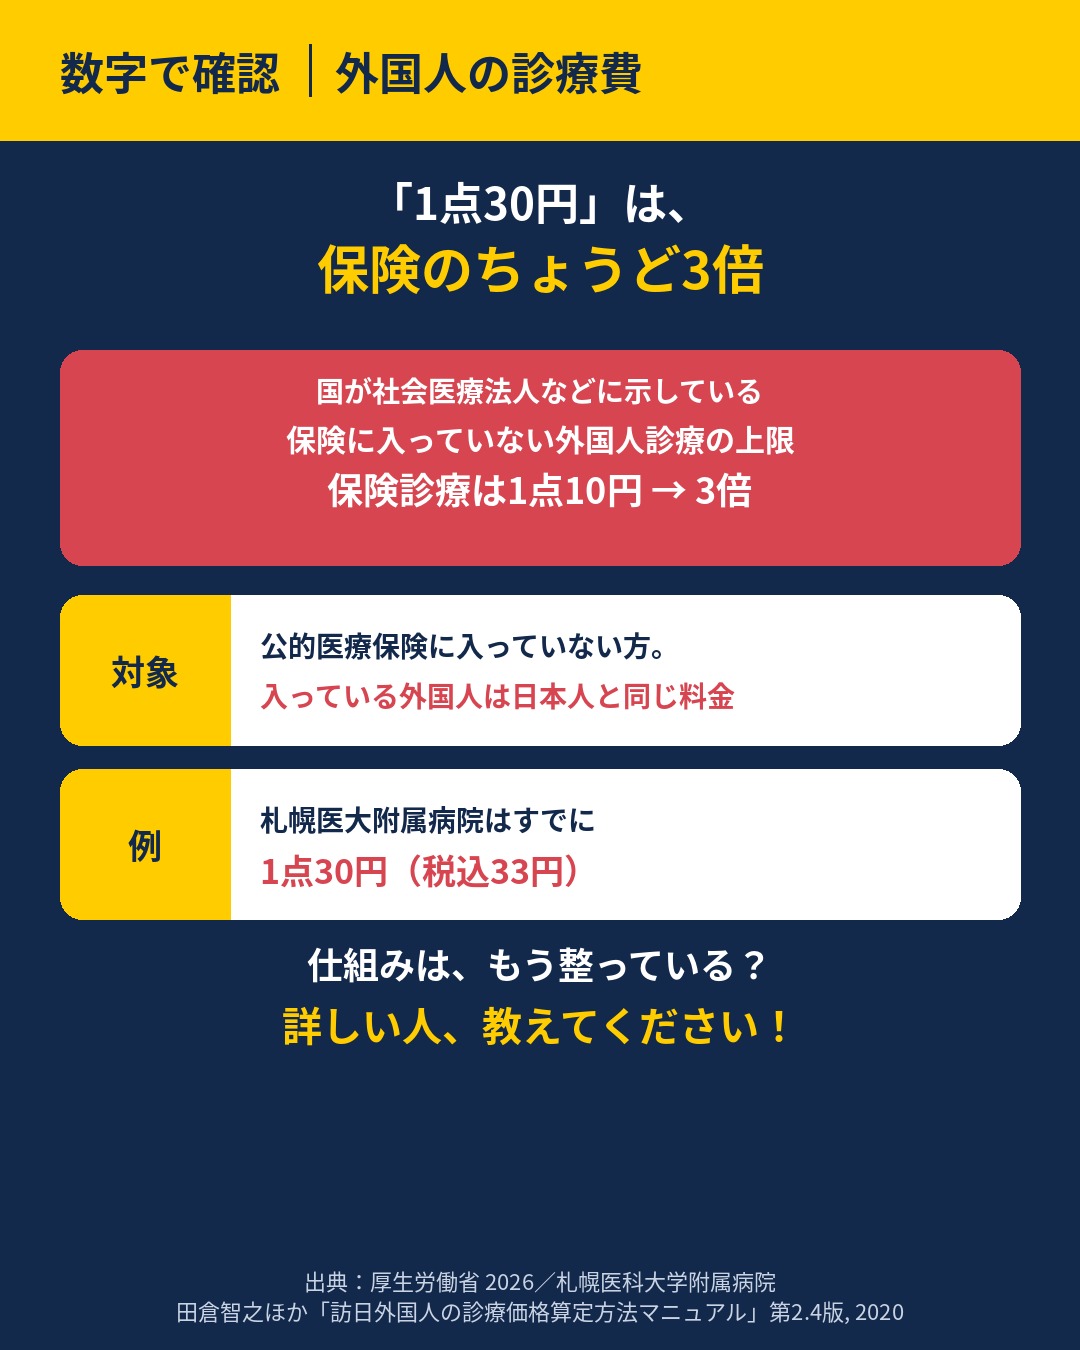 数字で確認｜外国人の診療費
「1点30円」は、
保険のちょうど3倍
国が社会医療法人などに示している
保険に入っていない外国人診療の上限
保険診療は1点10円 → 3倍
対象
公的医療保険に入っていない方。
入っている外国人は日本人と同じ料金
例
札幌医大附属病院はすでに
1点30円（税込33円）
仕組みは、もう整っている？
詳しい人、教えてください！
出典：厚生労働省 2026／札幌医科大学附属病院
田倉智之ほか「訪日外国人の診療価格算定方法マニュアル」第2.4版, 2020